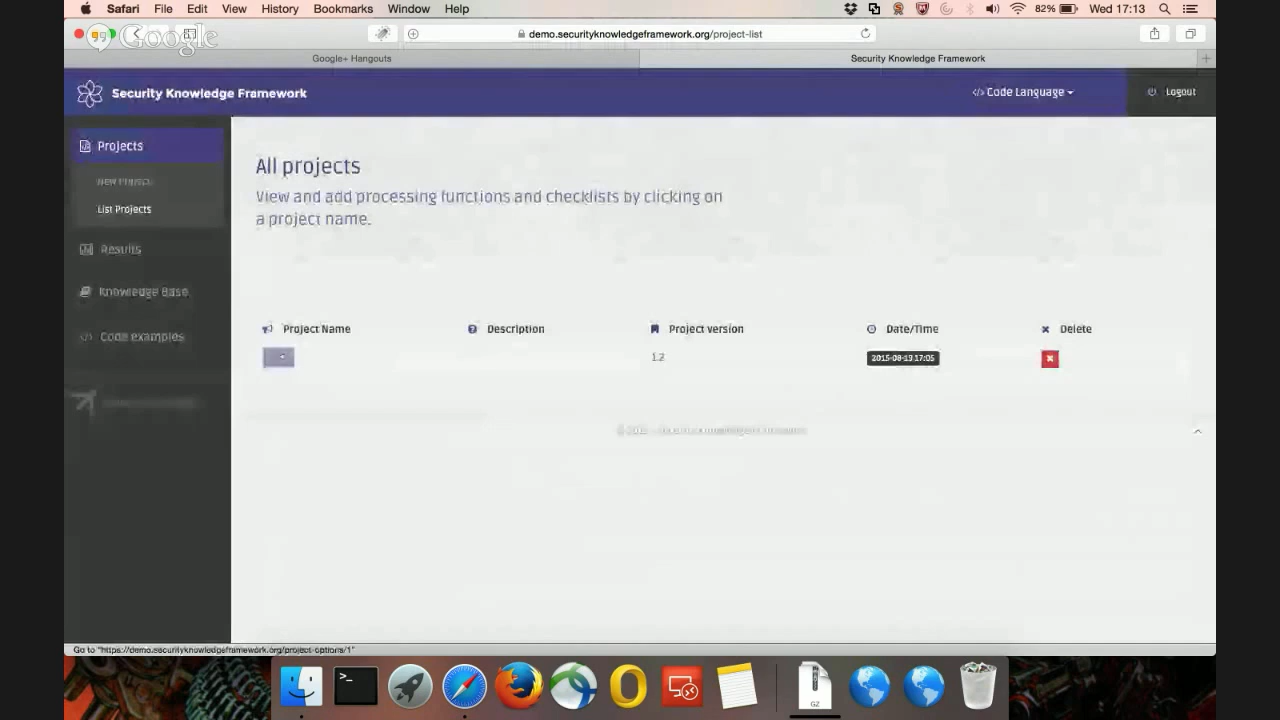 Safari File Edit View History Bookmarks Window Help 82% Wed 17:13
Google
demo.securityknowledgeframework.org/project-list
Google+ Hangouts
Security Knowledge Framework
Security Knowledge Framework
</> Code Language
Logout
Projects
New Project
List Projects
Results
Knowledge Base
</> Code examples
All projects
View and add processing functions and checklists by clicking on
a project name.
Project Name Description Project version Date/Time Delete
1.2 2015-08-19 17:05
Go to "https://demo.securityknowledgeframework.org/project-options/1"
>_
GZ